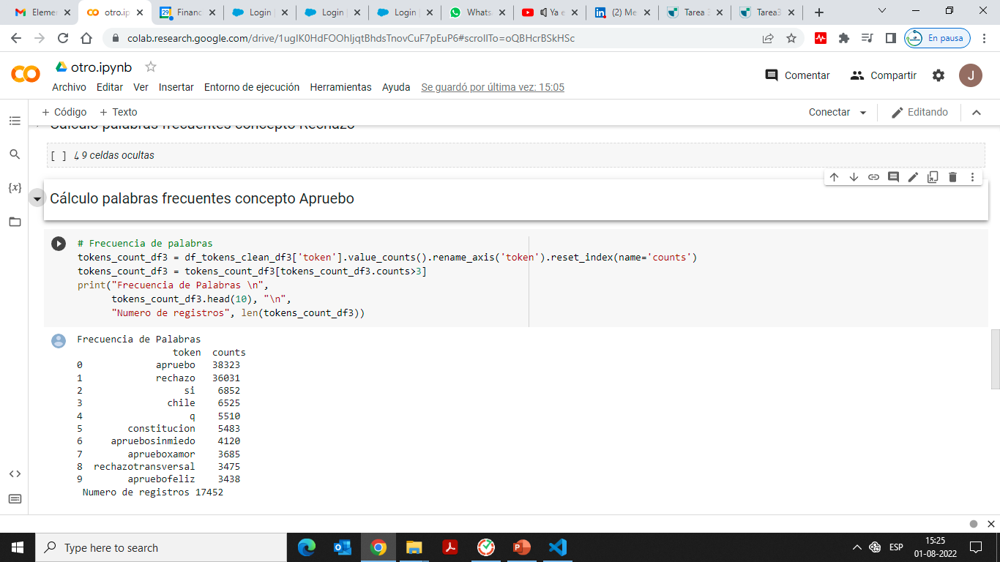 Elemer
otro.ip
Financ
Login
Login
Login
Whats
Ya e
(2) Me
Tarea 3
Tarea3
colab.research.google.com/drive/1uglK0HdFOOhIjqtBhdsTnovCuF7pEuP6#scrollTo=oQBHcrBSkHSc
En pausa
otro.ipynb
Comentar
Compartir
J
Archivo Editar Ver Insertar Entorno de ejecución Herramientas Ayuda Se guardó por última vez: 15:05
+ Código + Texto
Conectar
Editando
Cálculo palabras frecuentes concepto Rechazo
[ ] ↳ 9 celdas ocultas
{x}
Cálculo palabras frecuentes concepto Apruebo
# Frecuencia de palabras
tokens_count_df3 = df_tokens_clean_df3['token'].value_counts().rename_axis('token').reset_index(name='counts')
tokens_count_df3 = tokens_count_df3[tokens_count_df3.counts>3]
print("Frecuencia de Palabras \n",
tokens_count_df3.head(10), "\n",
"Numero de registros", len(tokens_count_df3))
Frecuencia de Palabras
token counts
0 apruebo 38323
1 rechazo 36031
2 si 6852
3 chile 6525
4 q 5510
5 constitucion 5483
6 apruebosinmiedo 4120
7 aprueboxamor 3685
8 rechazotransversal 3475
9 apruebofeliz 3438
Numero de registros 17452
Type here to search
ESP
15:25
01-08-2022